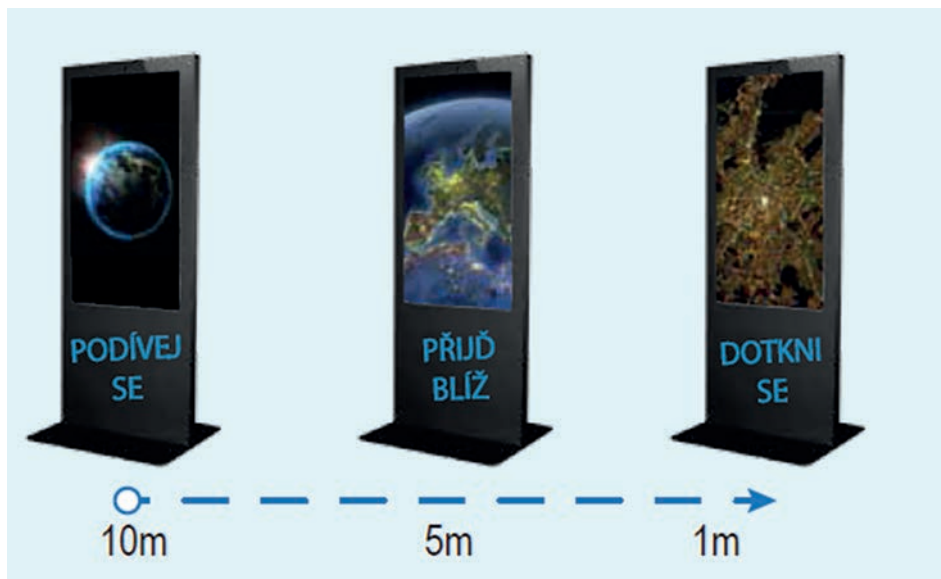 PODÍVEJ
SE
PŘIJĎ
BLÍŽ
DOTKNI
SE
10m
5m
1m